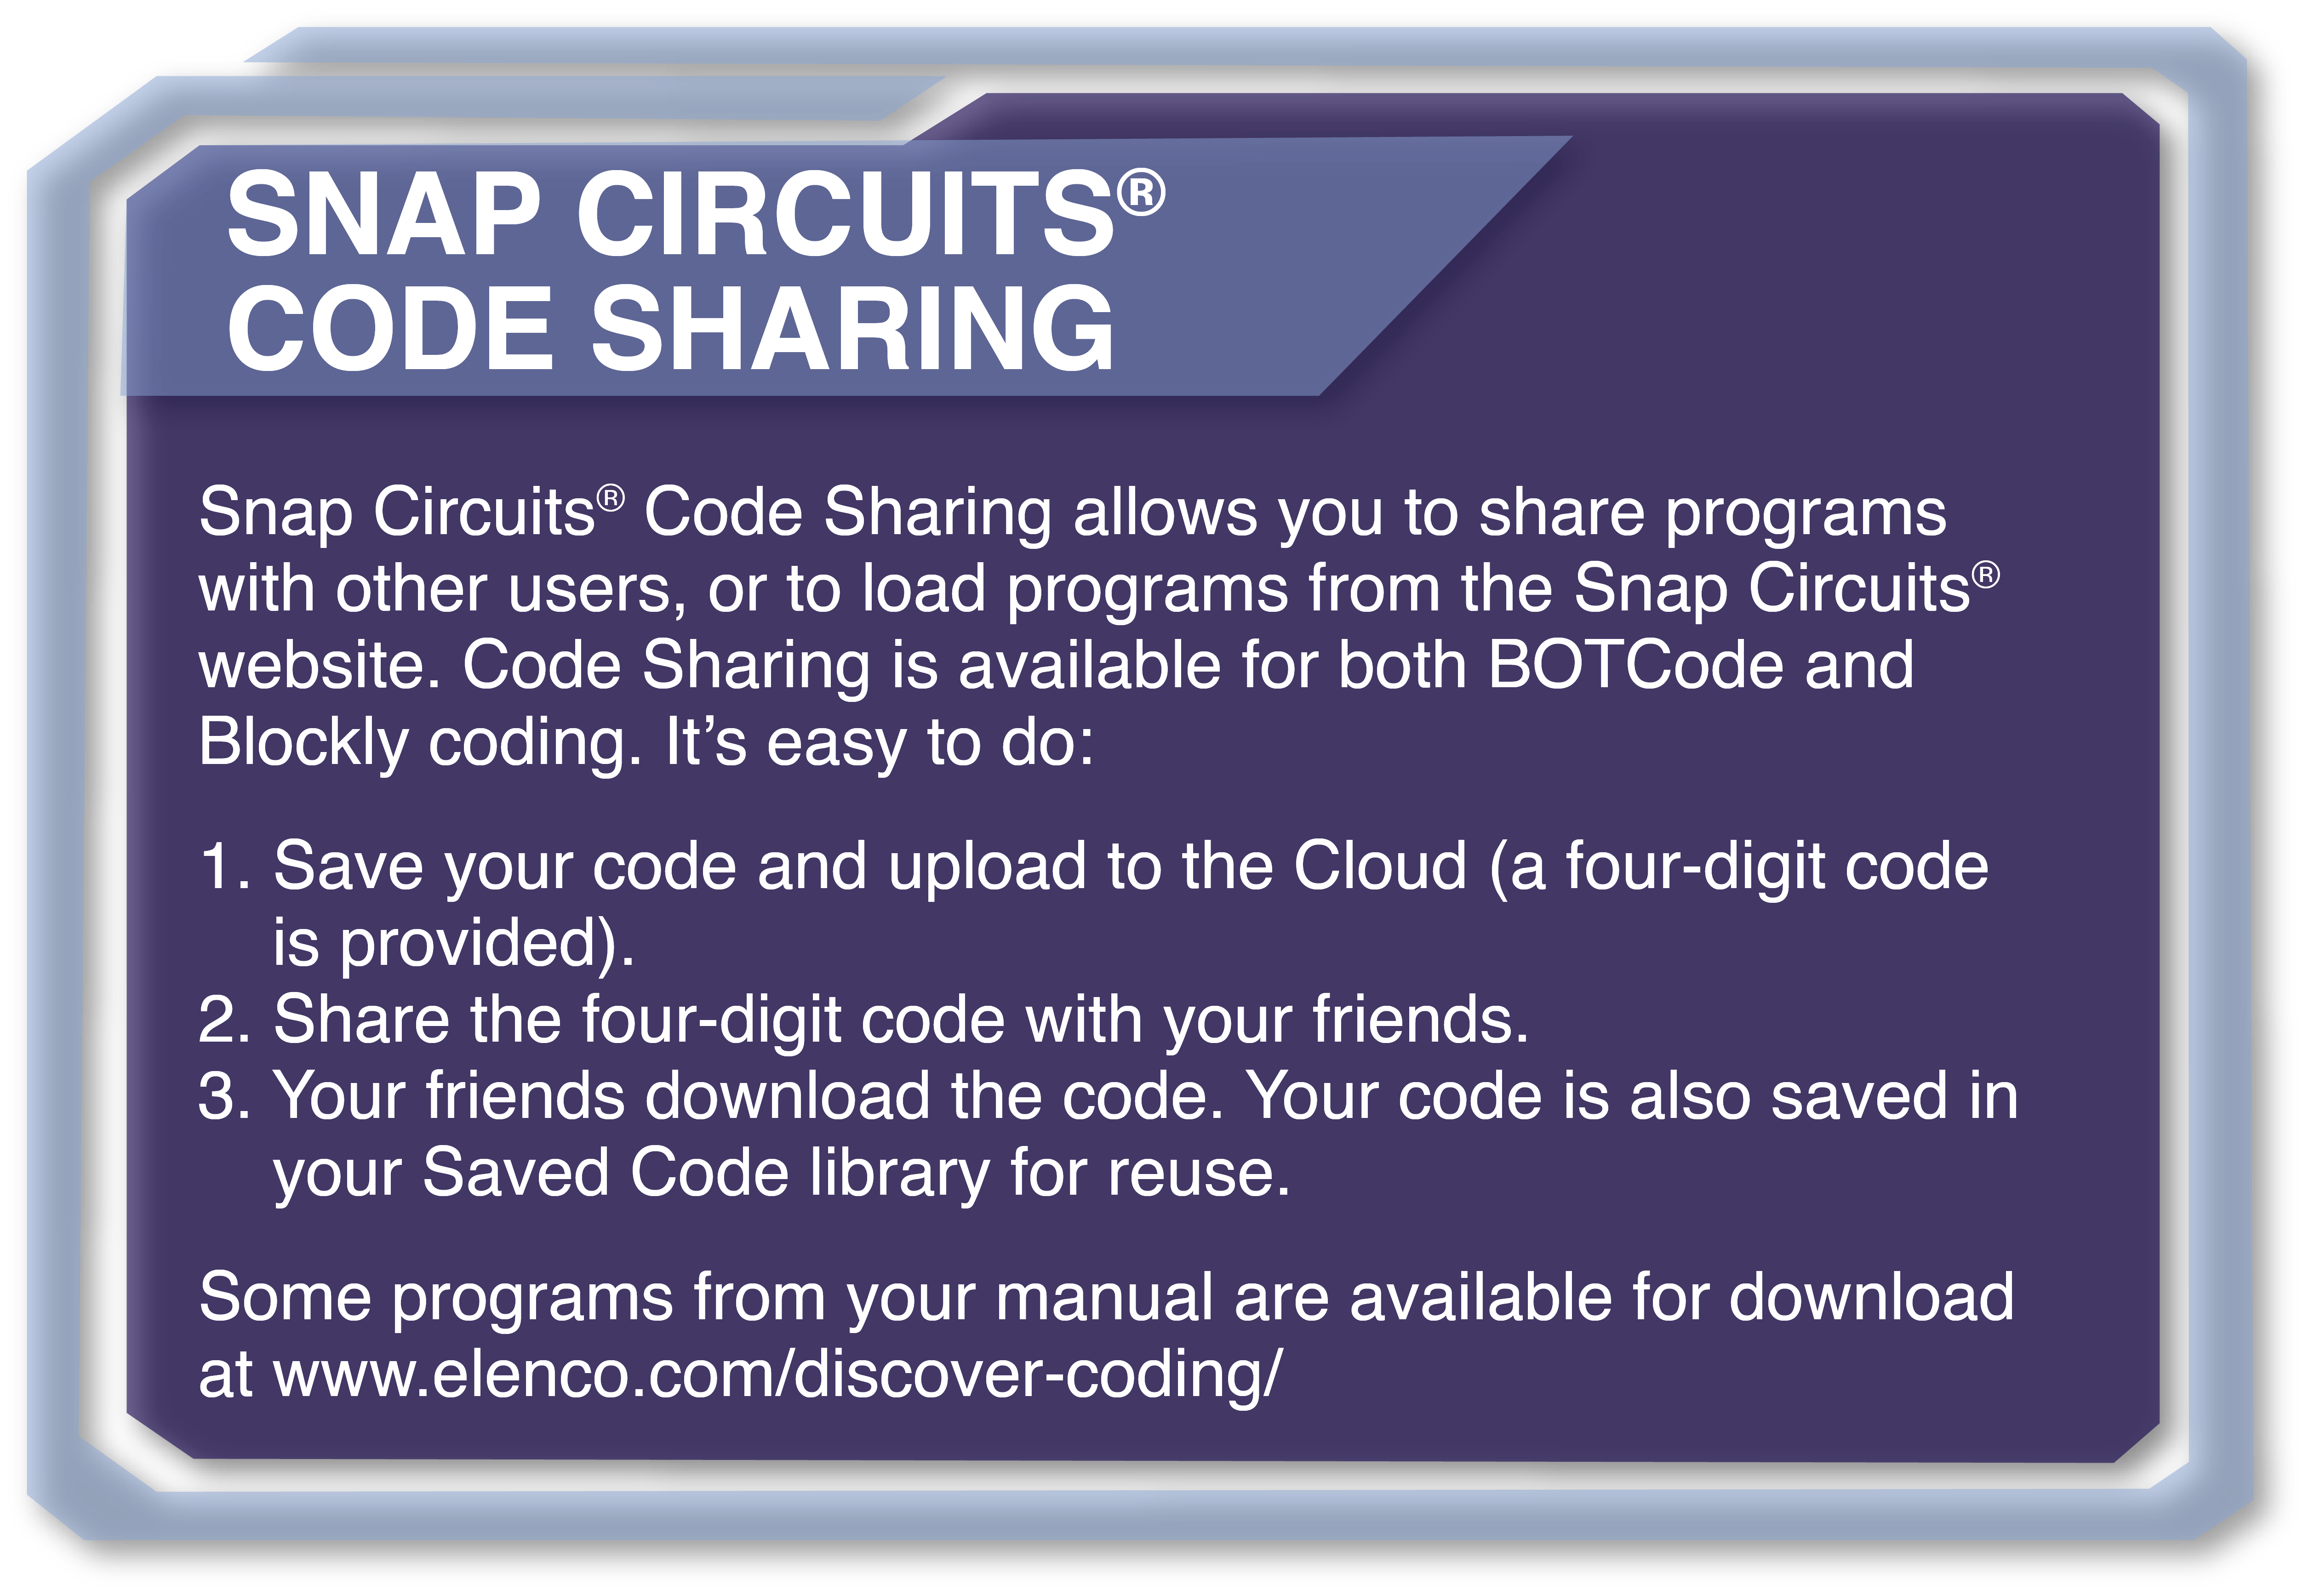 SNAP CIRCUITS®
CODE SHARING
Snap Circuits® Code Sharing allows you to share programs
with other users, or to load programs from the Snap Circuits®
website. Code Sharing is available for both BOTCode and
Blockly coding. It’s easy to do:
1. Save your code and upload to the Cloud (a four-digit code
is provided).
2. Share the four-digit code with your friends.
3. Your friends download the code. Your code is also saved in
your Saved Code library for reuse.
Some programs from your manual are available for download
at www.elenco.com/discover-coding/